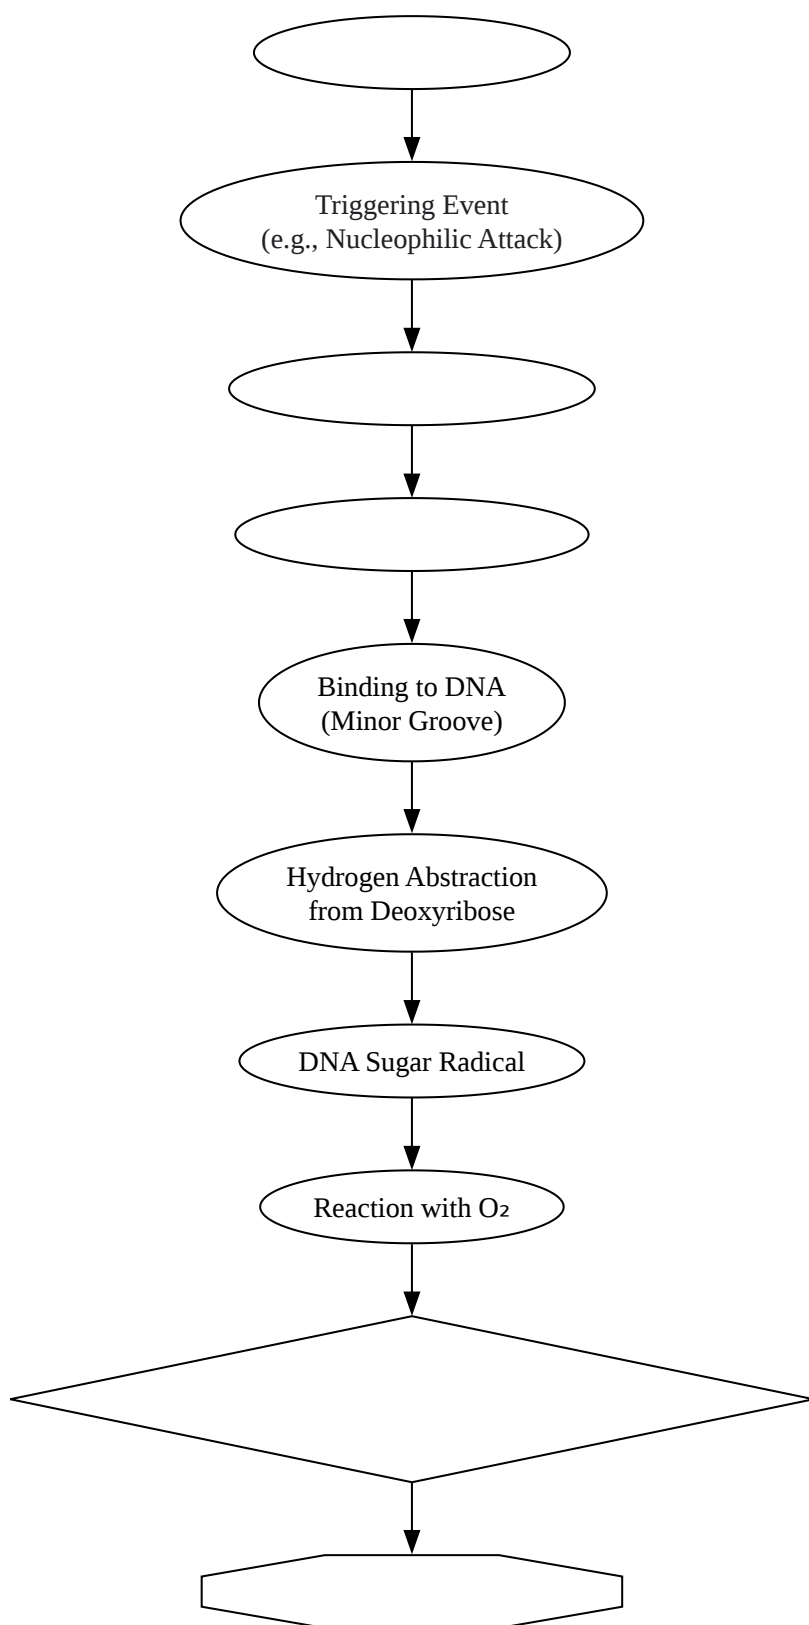 Triggering Event
(e.g., Nucleophilic Attack)
Binding to DNA
(Minor Groove)
Hydrogen Abstraction
from Deoxyribose
DNA Sugar Radical
Reaction with O₂